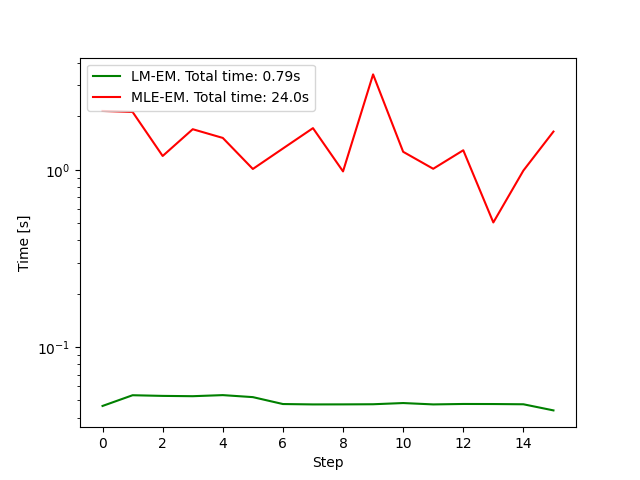 LM-EM. Total time: 0.79s
MLE-EM. Total time: 24.0s
10⁰
10⁻¹
Time [s]
0 2 4 6 8 10 12 14
Step